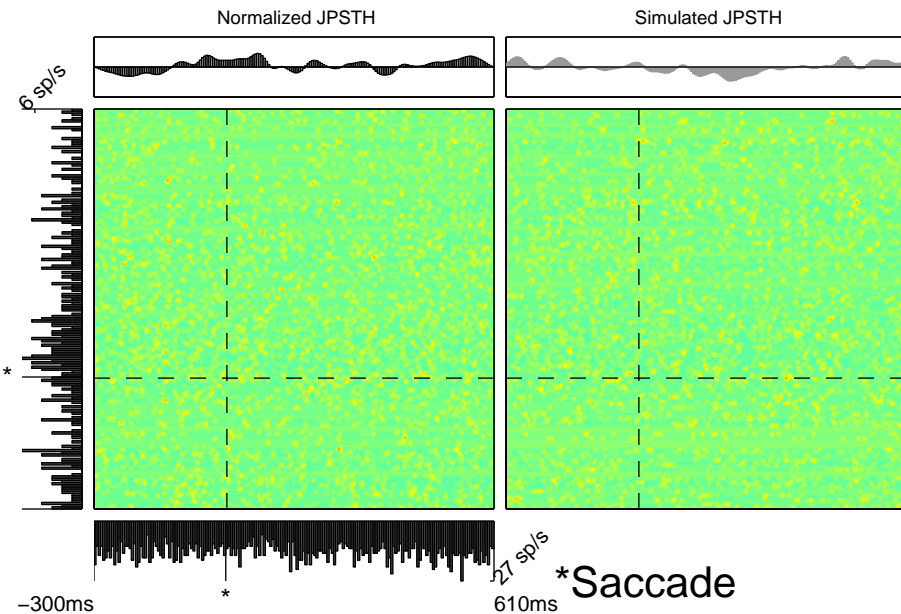 Normalized JPSTH
Simulated JPSTH
6 sp/s
*
27 sp/s
*
*Saccade
−300ms
610ms